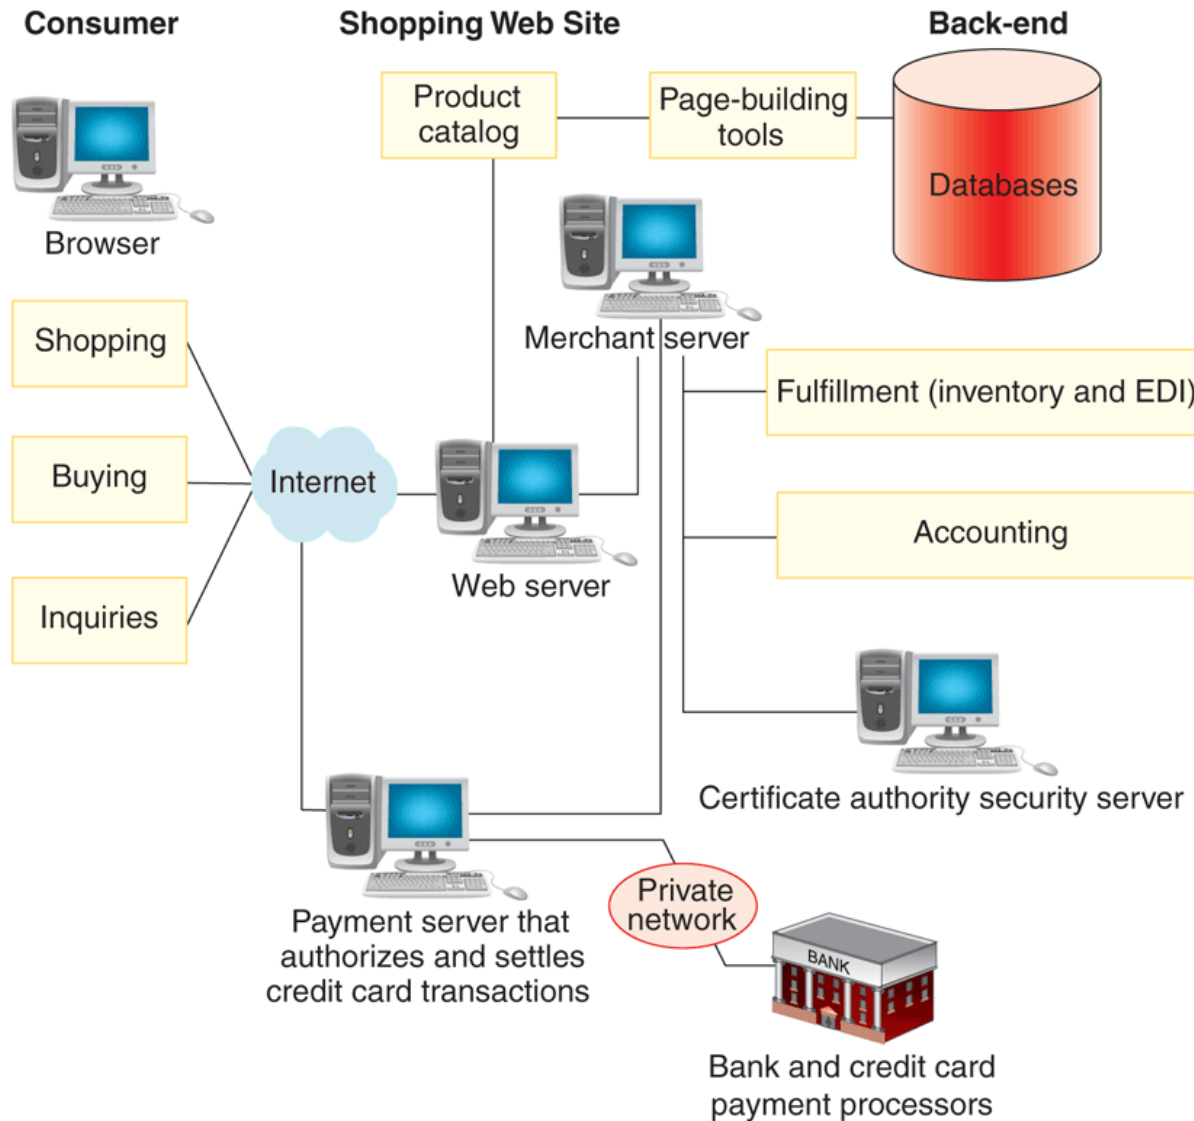 Consumer
Shopping Web Site
Back-end
Browser
Product
catalog
Page-building
tools
Databases
Merchant server
Shopping
Buying
Inquiries
Internet
Web server
Fulfillment (inventory and EDI)
Accounting
Certificate authority security server
Payment server that
authorizes and settles
credit card transactions
Private
network
BANK
Bank and credit card
payment processors